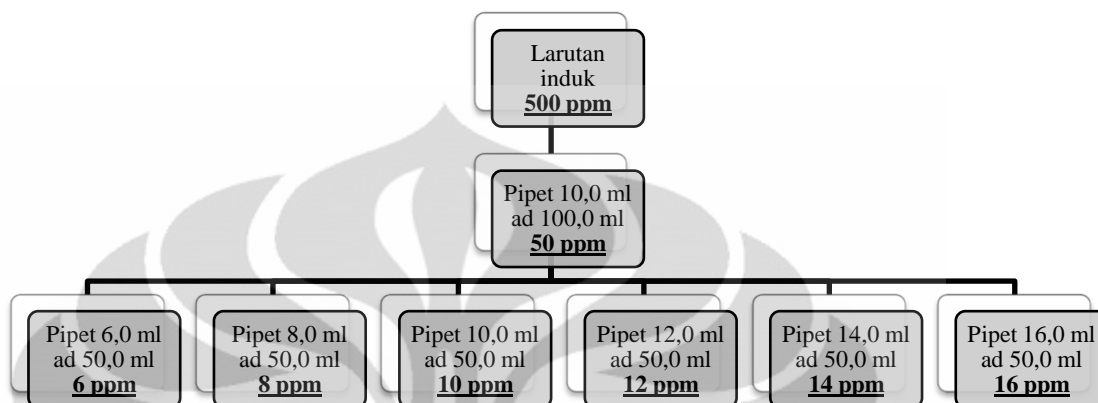 Larutan
induk
500 ppm
Pipet 10,0 ml
ad 100,0 ml
50 ppm
Pipet 6,0 ml
ad 50,0 ml
6 ppm
Pipet 8,0 ml
ad 50,0 ml
8 ppm
Pipet 10,0 ml
ad 50,0 ml
10 ppm
Pipet 12,0 ml
ad 50,0 ml
12 ppm
Pipet 14,0 ml
ad 50,0 ml
14 ppm
Pipet 16,0 ml
ad 50,0 ml
16 ppm